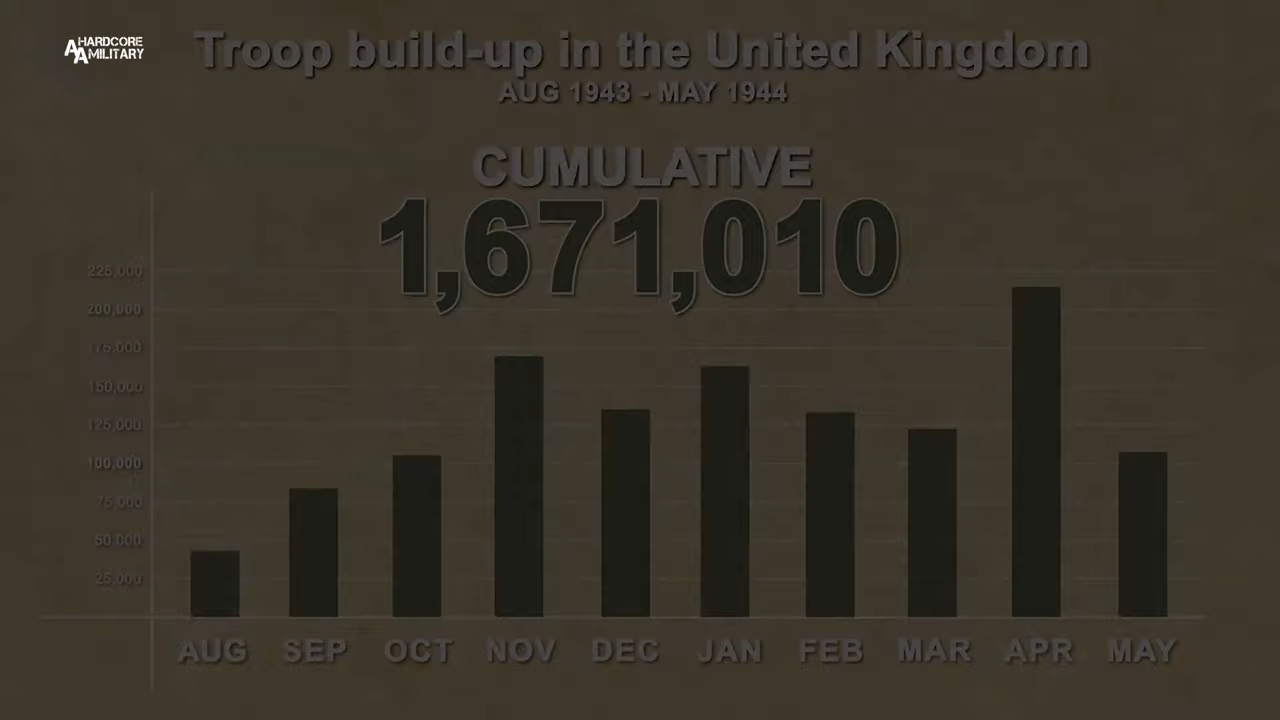 A HARDCORE
AMILITARY
Troop build-up in the United Kingdom
AUG 1943 - MAY 1944
CUMULATIVE
1,671,010
225,000
200,000
175,000
150,000
125,000
100,000
75,000
50,000
25,000
AUG SEP OCT NOV DEC JAN FEB MAR APR MAY